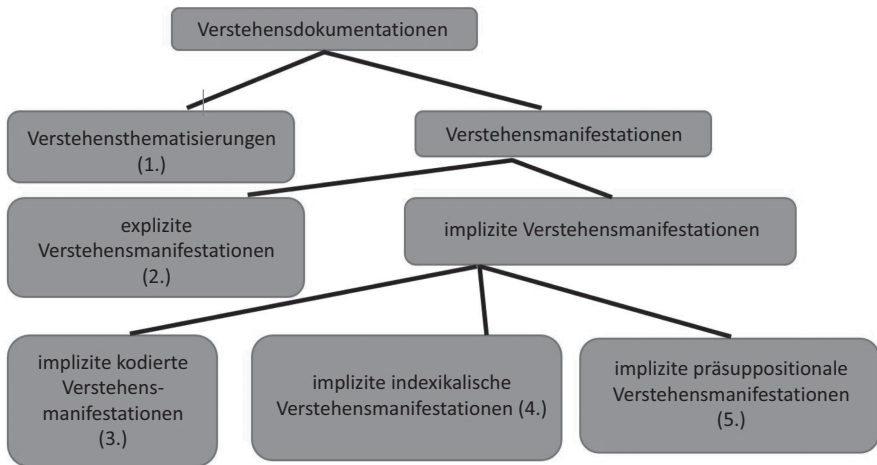 Verstehensdokumentationen
Verstehensthematisierungen
(1.)
Verstehensmanifestationen
explizite
Verstehensmanifestationen
(2.)
implizite Verstehensmanifestationen
implizite kodierte
Verstehens-
manifestationen
(3.)
implizite indexikalische
Verstehensmanifestationen (4.)
implizite präsuppositionale
Verstehensmanifestationen
(5.)